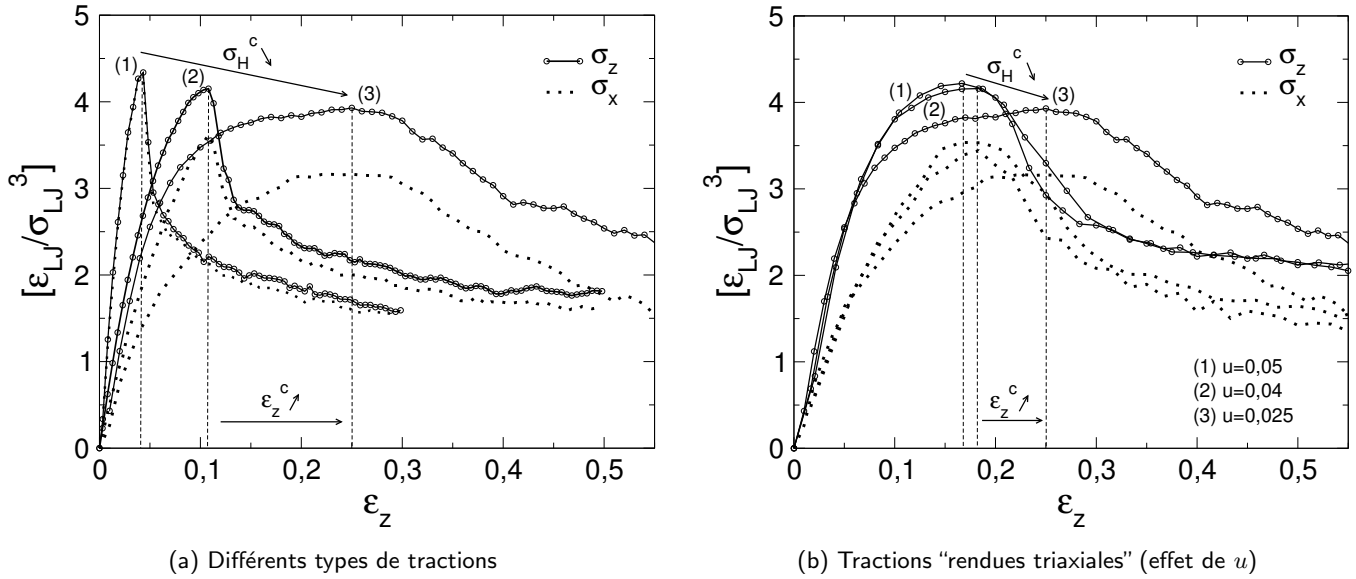 5
4
3
2
1
0
[ε_LJ/σ_LJ^3]
(1)
(2)
(3)
σ_H^c ↘
σ_z
σ_x
ε_z^c ↗
0
0,1
0,2
0,3
0,4
0,5
ε_z
(a) Différents types de tractions
5
4
3
2
1
0
[ε_LJ/σ_LJ^3]
(1)
(2)
(3)
σ_H^c ↘
σ_z
σ_x
ε_z^c ↗
(1) u=0,05
(2) u=0,04
(3) u=0,025
0
0,1
0,2
0,3
0,4
0,5
ε_z
(b) Tractions “rendues triaxiales” (effet de u)